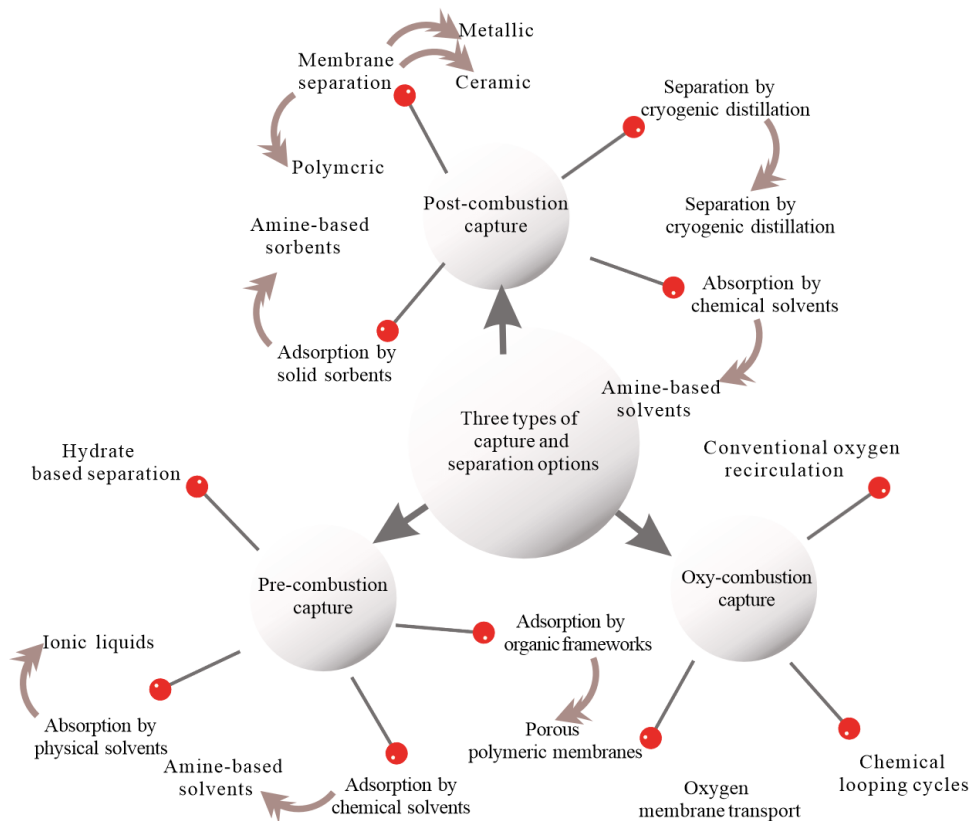 Metallic
Membrane
separation
Ceramic
Polymcric
Separation by
cryogenic distillation
Separation by
cryogenic distillation
Post-combustion
capture
Amine-based
sorbents
Absorption by
chemical solvents
Adsorption by
solid sorbents
Amine-based
solvents
Three types of
capture and
separation options
Hydrate
based separation
Conventional oxygen
recirculation
Pre-combustion
capture
Oxy-combustion
capture
Ionic liquids
Adsorption by
organic frameworks
Absorption by
physical solvents
Porous
polymeric membranes
Amine-based
solvents
Adsorption by
chemical solvents
Oxygen
membrane transport
Chemical
looping cycles